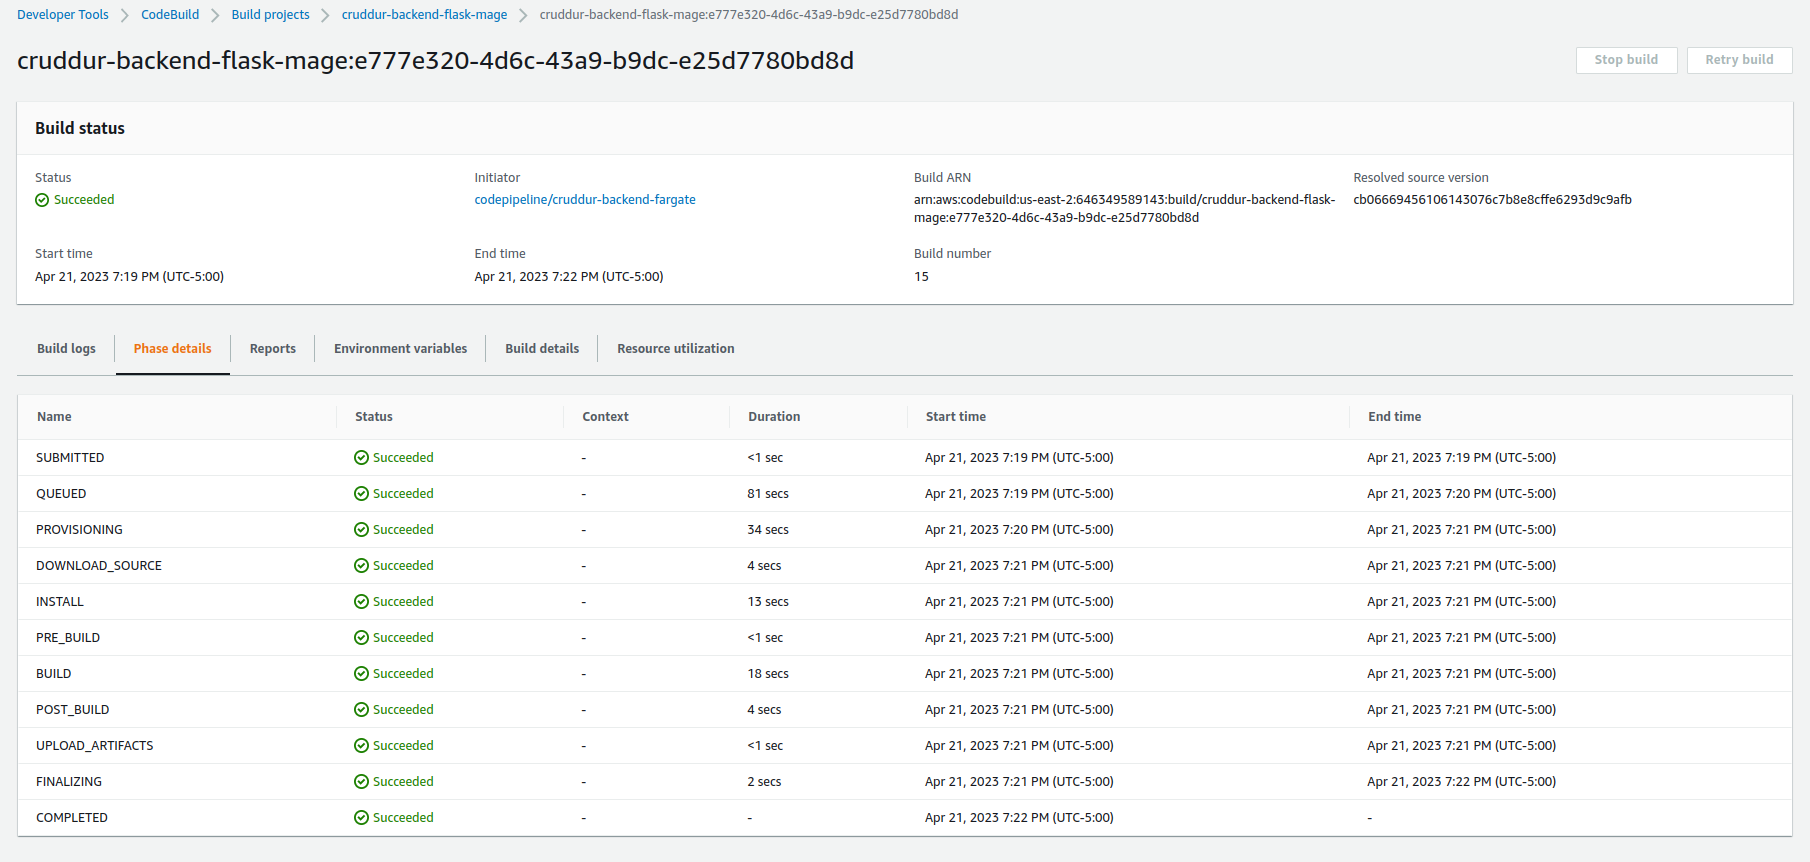 Developer Tools > CodeBuild > Build projects > cruddur-backend-flask-mage > cruddur-backend-flask-mage:e777e320-4d6c-43a9-b9dc-e25d7780bd8d
cruddur-backend-flask-mage:e777e320-4d6c-43a9-b9dc-e25d7780bd8d
Stop build Retry build
Build status
Status Initiator Build ARN Resolved source version
Succeeded codepipeline/cruddur-backend-fargate arn:aws:codebuild:us-east-2:646349589143:build/cruddur-backend-flask- cb06669456106143076c7b8e8cffe6293d9c9afb
mage:e777e320-4d6c-43a9-b9dc-e25d7780bd8d
Start time End time Build number
Apr 21, 2023 7:19 PM (UTC-5:00) Apr 21, 2023 7:22 PM (UTC-5:00) 15
Build logs Phase details Reports Environment variables Build details Resource utilization
Name Status Context Duration Start time End time
SUBMITTED Succeeded - <1 sec Apr 21, 2023 7:19 PM (UTC-5:00) Apr 21, 2023 7:19 PM (UTC-5:00)
QUEUED Succeeded - 81 secs Apr 21, 2023 7:19 PM (UTC-5:00) Apr 21, 2023 7:20 PM (UTC-5:00)
PROVISIONING Succeeded - 34 secs Apr 21, 2023 7:20 PM (UTC-5:00) Apr 21, 2023 7:21 PM (UTC-5:00)
DOWNLOAD_SOURCE Succeeded - 4 secs Apr 21, 2023 7:21 PM (UTC-5:00) Apr 21, 2023 7:21 PM (UTC-5:00)
INSTALL Succeeded - 13 secs Apr 21, 2023 7:21 PM (UTC-5:00) Apr 21, 2023 7:21 PM (UTC-5:00)
PRE_BUILD Succeeded - <1 sec Apr 21, 2023 7:21 PM (UTC-5:00) Apr 21, 2023 7:21 PM (UTC-5:00)
BUILD Succeeded - 18 secs Apr 21, 2023 7:21 PM (UTC-5:00) Apr 21, 2023 7:21 PM (UTC-5:00)
POST_BUILD Succeeded - 4 secs Apr 21, 2023 7:21 PM (UTC-5:00) Apr 21, 2023 7:21 PM (UTC-5:00)
UPLOAD_ARTIFACTS Succeeded - <1 sec Apr 21, 2023 7:21 PM (UTC-5:00) Apr 21, 2023 7:21 PM (UTC-5:00)
FINALIZING Succeeded - 2 secs Apr 21, 2023 7:21 PM (UTC-5:00) Apr 21, 2023 7:22 PM (UTC-5:00)
COMPLETED Succeeded - - Apr 21, 2023 7:22 PM (UTC-5:00) -